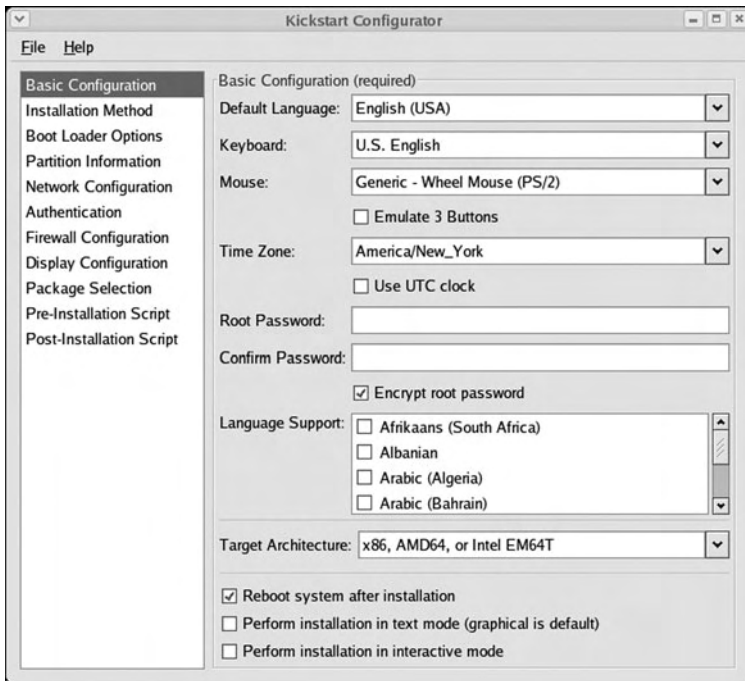 Kickstart Configurator
File Help
Basic Configuration
Installation Method
Boot Loader Options
Partition Information
Network Configuration
Authentication
Firewall Configuration
Display Configuration
Package Selection
Pre-Installation Script
Post-Installation Script
Basic Configuration (required)
Default Language: English (USA)
Keyboard: U.S. English
Mouse: Generic - Wheel Mouse (PS/2)
Emulate 3 Buttons
Time Zone: America/New_York
Use UTC clock
Root Password:
Confirm Password:
Encrypt root password
Language Support: Afrikaans (South Africa)
Albanian
Arabic (Algeria)
Arabic (Bahrain)
Target Architecture: x86, AMD64, or Intel EM64T
Reboot system after installation
Perform installation in text mode (graphical is default)
Perform installation in interactive mode